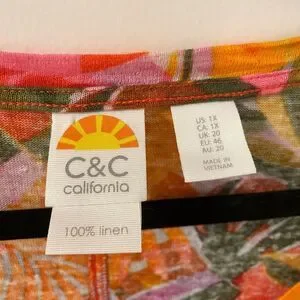 C&C
california
100% linen
US: 1X
CA: 1X
UK: 20
EU: 46
AU: 20
MADE IN
VIETNAM